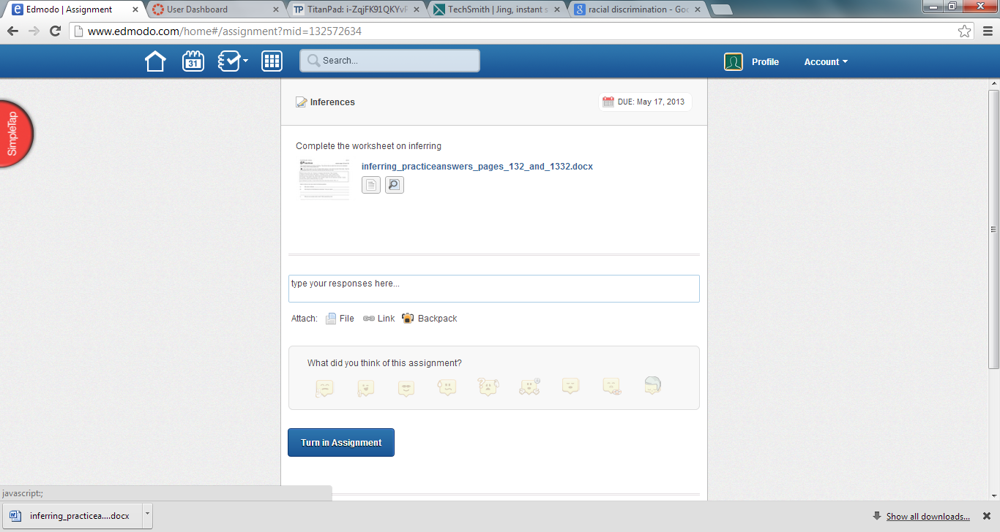 Edmodo | Assignment
User Dashboard
TitanPad: i-ZqjFK91QKYvF
TechSmith | Jing, instant s
racial discrimination - Goo
www.edmodo.com/home#/assignment?mid=132572634
31
Search...
Profile
Account
SimpleTap
Inferences
DUE: May 17, 2013
Complete the worksheet on inferring
inferring_practiceanswers_pages_132_and_1332.docx
type your responses here...
Attach: File Link Backpack
What did you think of this assignment?
Turn in Assignment
javascript:;
inferring_practicea....docx
Show all downloads...